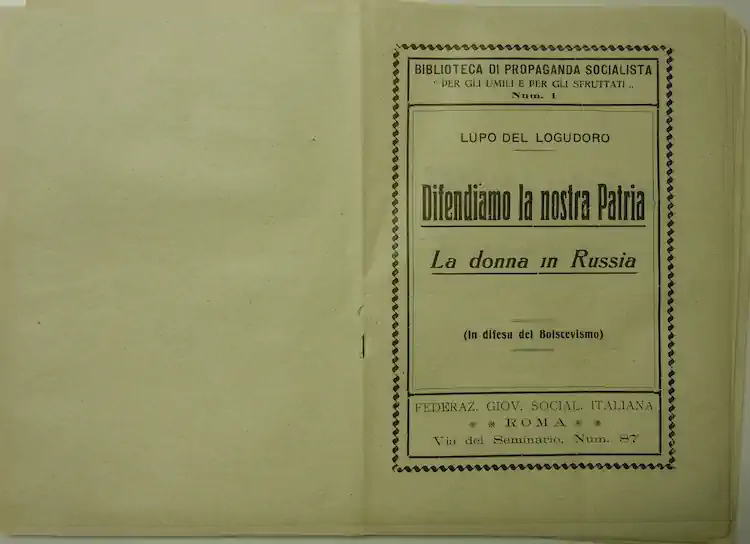 BIBLIOTECA DI PROPAGANDA SOCIALISTA
" PER GLI UMILI E PER GLI SFRUTTATI „
Num. 1
LUPO DEL LOGUDORO
Difendiamo la nostra Patria
La donna in Russia
(In difesa del Bolscevismo)
FEDERAZ. GIOV. SOCIAL. ITALIANA
* * ROMA * *
Via del Seminario, Num. 87